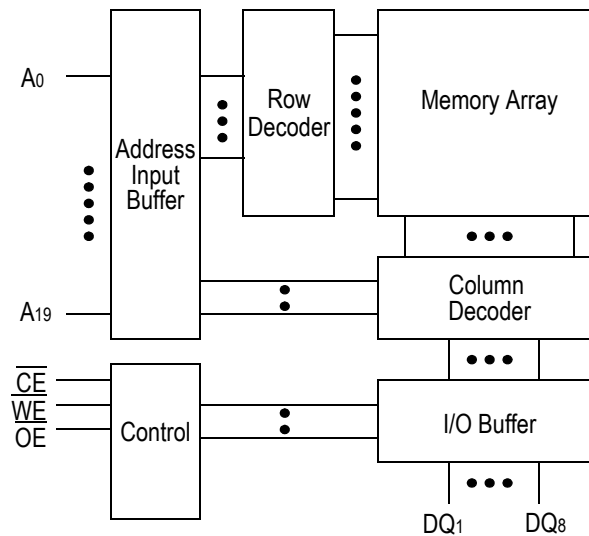 A0
Row
Decoder
Memory Array
Address
Input
Buffer
A19
Column
Decoder
CE
WE
OE
Control
I/O Buffer
DQ1
DQ8